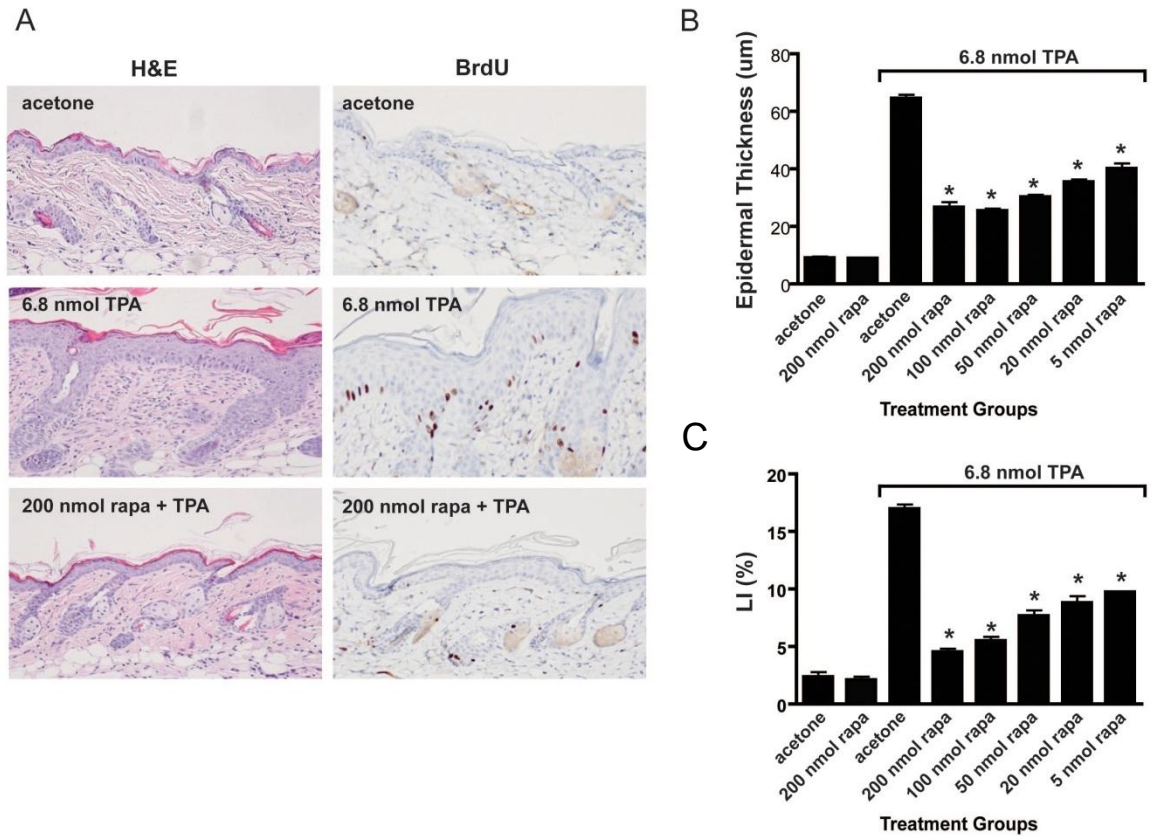 A
H&E
BrdU
acetone
acetone
6.8 nmol TPA
6.8 nmol TPA
200 nmol rapa + TPA
200 nmol rapa + TPA
B
6.8 nmol TPA
Epidermal Thickness (um)
80
60
40
20
0
*
*
*
*
*
acetone
200 nmol rapa
acetone
200 nmol rapa
100 nmol rapa
50 nmol rapa
20 nmol rapa
5 nmol rapa
Treatment Groups
C
6.8 nmol TPA
LI (%)
20
15
10
5
0
*
*
*
*
*
acetone
200 nmol rapa
acetone
200 nmol rapa
100 nmol rapa
50 nmol rapa
20 nmol rapa
5 nmol rapa
Treatment Groups